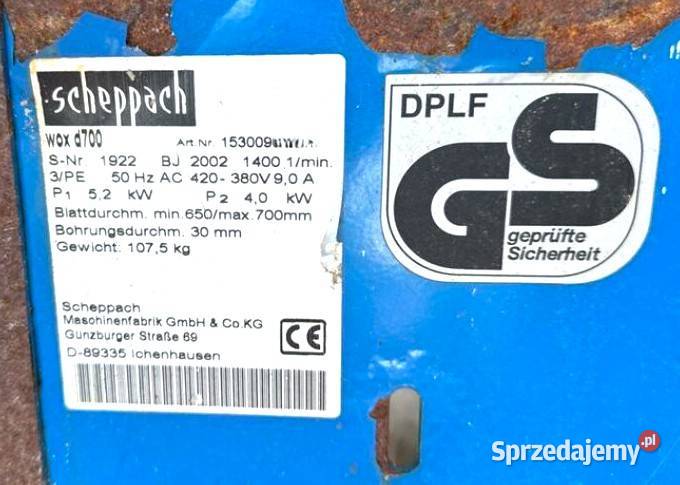 scheppach
wox d700 Art.Nr. 153009
S-Nr. 1922 BJ 2002 1400 1/min.
3/PE 50 Hz AC 420-380V 9,0 A
P1 5,2 kW P2 4,0 kW
Blattdurchm. min.650/max.700mm
Bohrungsdurchm. 30 mm
Gewicht: 107,5 kg
Scheppach
Maschinenfabrik GmbH & Co.KG
Günzburger Straße 69
D-89335 Ichenhausen
CE
DPLF
GS
geprüfte
Sicherheit
Sprzedajemy.pl